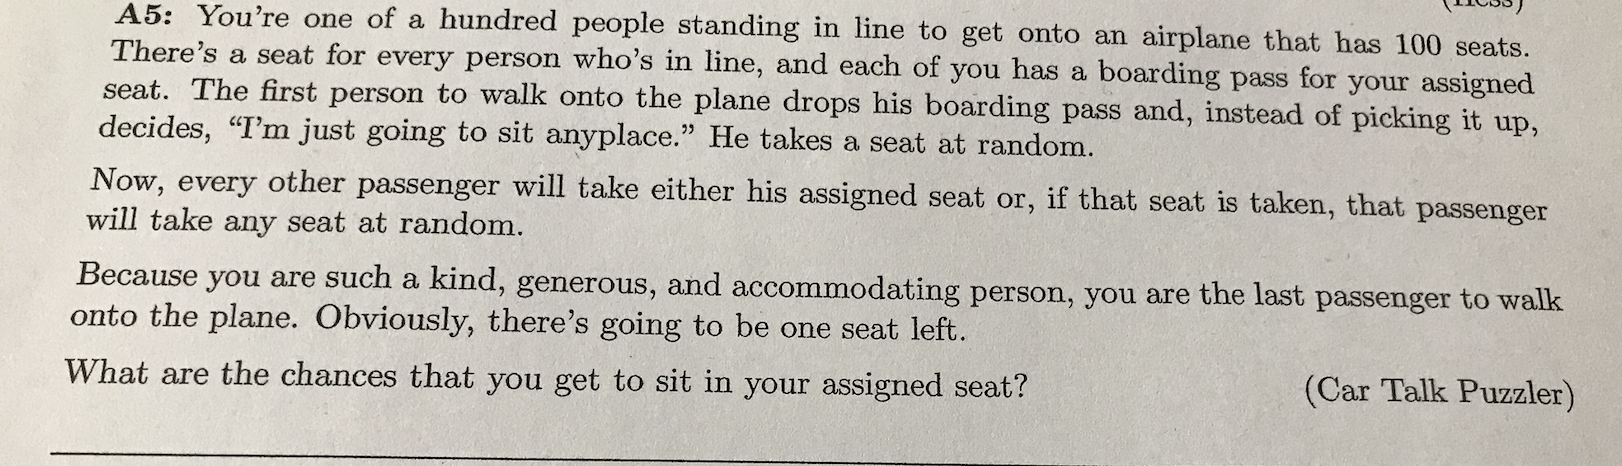 A5: You're one of a hundred people standing in line to get onto an airplane that has 100 seats.
There's a seat for every person who's in line, and each of you has a boarding pass for your assigned
seat. The first person to walk onto the plane drops his boarding pass and, instead of picking it up,
decides, "I'm just going to sit anyplace." He takes a seat at random.
Now, every other passenger will take either his assigned seat or, if that seat is taken, that passenger
will take any seat at random.
Because you are such a kind, generous, and accommodating person, you are the last passenger to walk
onto the plane. Obviously, there's going to be one seat left.
What are the chances that you get to sit in your assigned seat? (Car Talk Puzzler)